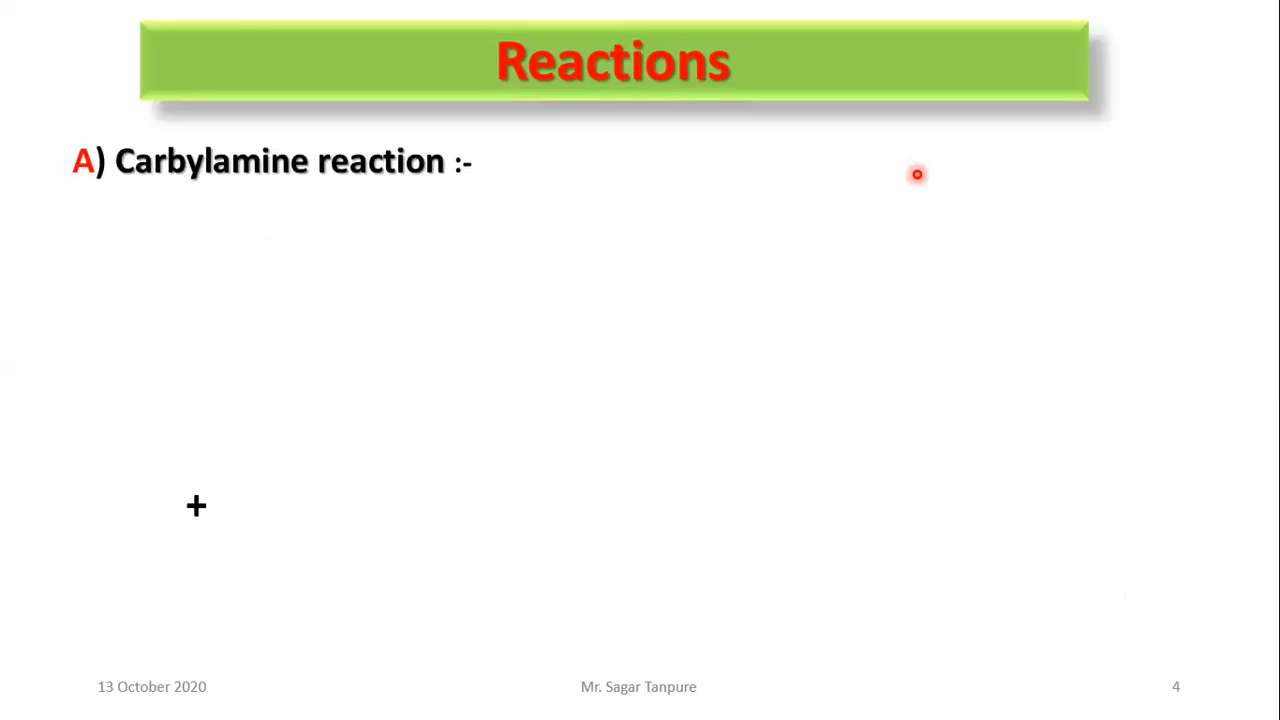 Reactions
A) Carbylamine reaction :-
+
13 October 2020
Mr. Sagar Tanpure
4